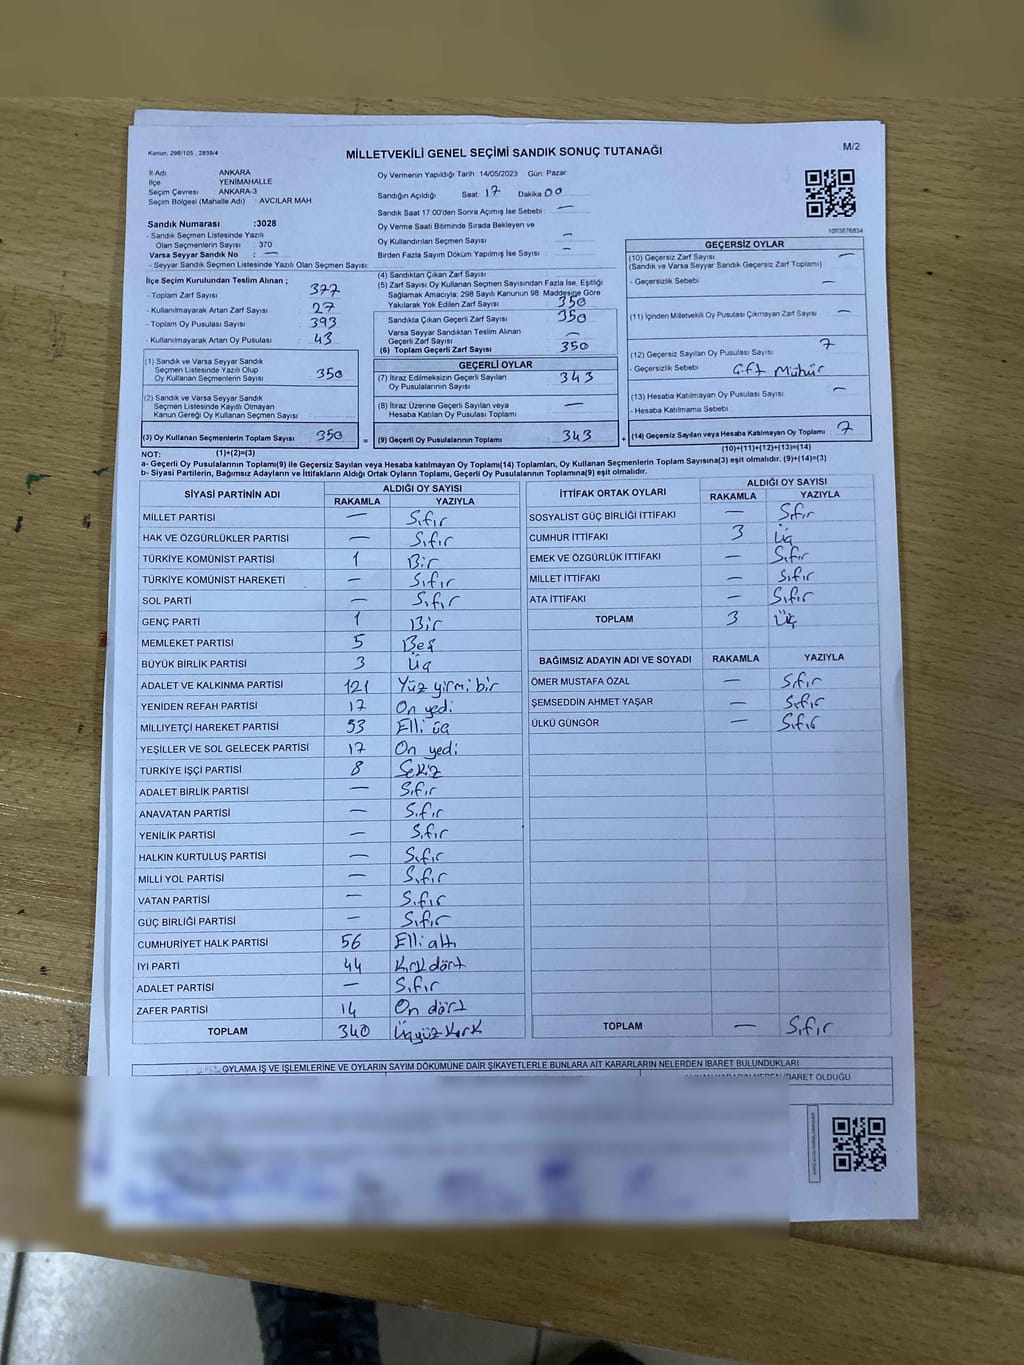 Kanun, 298/105 , 2839/4
M/2
MİLLETVEKİLİ GENEL SEÇİMİ SANDIK SONUÇ TUTANAĞI
İl Adı ANKARA
İlçe YENİMAHALLE
Seçim Çevresi ANKARA-3
Seçim Bölgesi (Mahalle Adı) : AVCILAR MAH
Sandık Numarası :3028
- Sandık Seçmen Listesinde Yazılı
Olan Seçmenlerin Sayısı : 370
Varsa Seyyar Sandık No : —
- Seyyar Sandık Seçmen Listesinde Yazılı Olan Seçmen Sayısı:
Oy Vermenin Yapıldığı Tarih : 14/05/2023 Gün: Pazar
Sandığın Açıldığı Saat: 17 Dakika 00
Sandık Saat 17:00'den Sonra Açımış İse Sebebi : —
Oy Verme Saati Bitiminde Sırada Bekleyen ve
Oy Kullandırılan Seçmen Sayısı : —
Birden Fazla Sayım Döküm Yapılmış İse Sayısı : —
İlçe Seçim Kurulundan Teslim Alınan ;
- Toplam Zarf Sayısı : 377
- Kullanılmayarak Artan Zarf Sayısı : 27
- Toplam Oy Pusulası Sayısı : 393
- Kullanılmayarak Artan Oy Pusulası : 43
(1) Sandık ve Varsa Seyyar Sandık
Seçmen Listesinde Yazılı Olup
Oy Kullanan Seçmenlerin Sayısı : 350
(2) Sandık ve Varsa Seyyar Sandık
Seçmen Listesinde Kayıtlı Olmayan
Kanun Gereği Oy Kullanan Seçmen Sayısı :
(3) Oy Kullanan Seçmenlerin Toplam Sayısı : 350 =
(4) Sandıktan Çıkan Zarf Sayısı :
(5) Zarf Sayısı Oy Kullanan Seçmen Sayısından Fazla İse, Eşitliği
Sağlamak Amacıyla, 298 Sayılı Kanunun 98. Maddesine Göre
Yakılarak Yok Edilen Zarf Sayısı : 350
Sandıkla Çıkan Geçerli Zarf Sayısı : 350
Varsa Seyyar Sandıktan Teslim Alınan
Geçerli Zarf Sayısı : —
(6) Toplam Geçerli Zarf Sayısı : 350
GEÇERLİ OYLAR
(7) İtiraz Edilmeksizin Geçerli Sayılan
Oy Pusulalarının Sayısı : 343
(8) İtiraz Üzerine Geçerli Sayılan veya
Hesaba Katılan Oy Pusulası Toplamı : —
(9) Geçerli Oy Pusulalarının Toplamı : 343 +
1083676834
GEÇERSİZ OYLAR
(10) Geçersiz Zarf Sayısı : —
(Sandık ve Varsa Seyyar Sandık Geçersiz Zarf Toplamı)
- Geçersizlik Sebebi : —
(11) İçinden Milletvekili Oy Pusulası Çıkmayan Zarf Sayısı : —
(12) Geçersiz Sayılan Oy Pusulası Sayısı : 7
- Geçersizlik Sebebi : Çift Mühür
(13) Hesaba Katılmayan Oy Pusulası Sayısı : —
- Hesaba Katılmama Sebebi :
(14) Geçersiz Sayılan veya Hesaba Katılmayan Oy Toplamı : 7
NOT: (1)+(2)=(3) (10)+(11)+(12)+(13)=(14)
a- Geçerli Oy Pusulalarının Toplamı(9) ile Geçersiz Sayılan veya Hesaba katılmayan Oy Toplamı(14) Toplamları, Oy Kullanan Seçmenlerin Toplam Sayısına(3) eşit olmalıdır. (9)+(14)=(3)
b- Siyasi Partilerin, Bağımsız Adayların ve İttifakların Aldığı Ortak Oyların Toplamı, Geçerli Oy Pusulalarının Toplamına(9) eşit olmalıdır.
SİYASİ PARTİNİN ADI ALDIĞI OY SAYISI
RAKAMLA YAZIYLA
MİLLET PARTİSİ — Sıfır
HAK VE ÖZGÜRLÜKLER PARTİSİ — Sıfır
TÜRKİYE KOMÜNİST PARTİSİ 1 Bir
TÜRKİYE KOMÜNİST HAREKETİ — Sıfır
SOL PARTİ — Sıfır
GENÇ PARTİ 1 Bir
MEMLEKET PARTİSİ 5 Beş
BÜYÜK BİRLİK PARTİSİ 3 Üç
ADALET VE KALKINMA PARTİSİ 121 Yüz yirmi bir
YENİDEN REFAH PARTİSİ 17 On yedi
MİLLİYETÇİ HAREKET PARTİSİ 53 Elli üç
YEŞİLLER VE SOL GELECEK PARTİSİ 17 On yedi
TÜRKİYE İŞÇİ PARTİSİ 8 Sekiz
ADALET BİRLİK PARTİSİ — Sıfır
ANAVATAN PARTİSİ — Sıfır
YENİLİK PARTİSİ — Sıfır
HALKIN KURTULUŞ PARTİSİ — Sıfır
MİLLİ YOL PARTİSİ — Sıfır
VATAN PARTİSİ — Sıfır
GÜÇ BİRLİĞİ PARTİSİ — Sıfır
CUMHURİYET HALK PARTİSİ 56 Elli altı
İYİ PARTİ 44 Kırk dört
ADALET PARTİSİ — Sıfır
ZAFER PARTİSİ 14 On dört
TOPLAM 340 Üçyüz kırk
İTTİFAK ORTAK OYLARI ALDIĞI OY SAYISI
RAKAMLA YAZIYLA
SOSYALİST GÜÇ BİRLİĞİ İTTİFAKI — Sıfır
CUMHUR İTTİFAKI 3 Üç
EMEK VE ÖZGÜRLÜK İTTİFAKI — Sıfır
MİLLET İTTİFAKI — Sıfır
ATA İTTİFAKI — Sıfır
TOPLAM 3 Üç
BAĞIMSIZ ADAYIN ADI VE SOYADI RAKAMLA YAZIYLA
ÖMER MUSTAFA ÖZAL — Sıfır
ŞEMSEDDİN AHMET YAŞAR — Sıfır
ÜLKÜ GÜNGÖR — Sıfır
TOPLAM — Sıfır
OYLAMA İŞ VE İŞLEMLERİNE VE OYLARIN SAYIM DÖKÜMÜNE DAİR ŞİKAYETLERLE BUNLARA AİT KARARLARIN NELERDEN İBARET BULUNDUKLARI
İBARET OLDUĞU